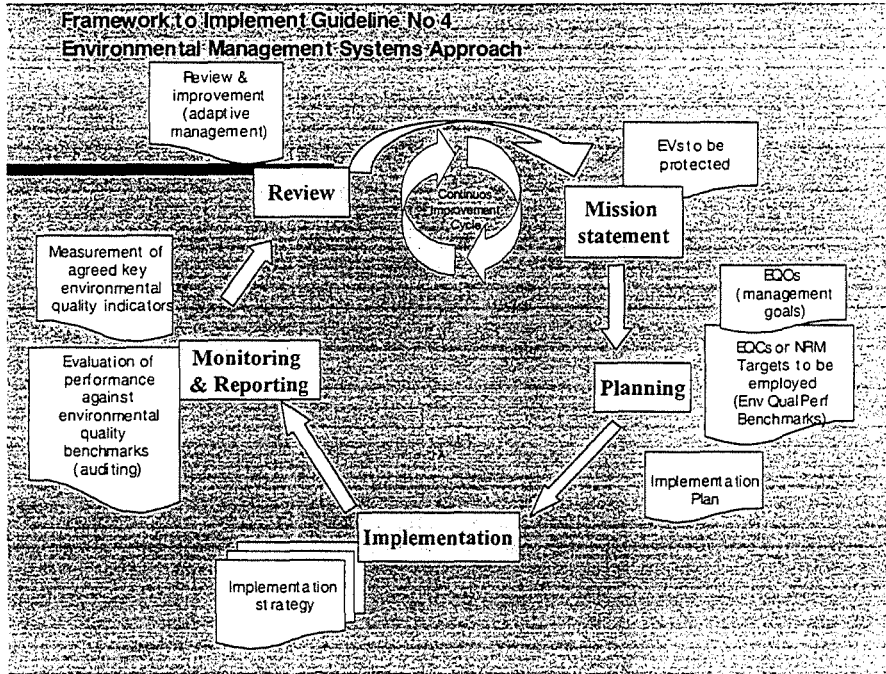 Framework to Implement Guideline No 4
Environmental Management Systems Approach
Review &
improvement
(adaptive
management)
Review
Continuos
Improvement
Cycle
EVs to be
protected
Mission
statement
EQOs
(management
goals)
EQCs or NRM
Targets to be
employed
(Env Qual Perf
Benchmarks)
Planning
Implementation
Plan
Implementation
Implementation
strategy
Monitoring
& Reporting
Measurement of
agreed key
environmental
quality indicators
Evaluation of
performance
against
environmental
quality
benchmarks
(auditing)